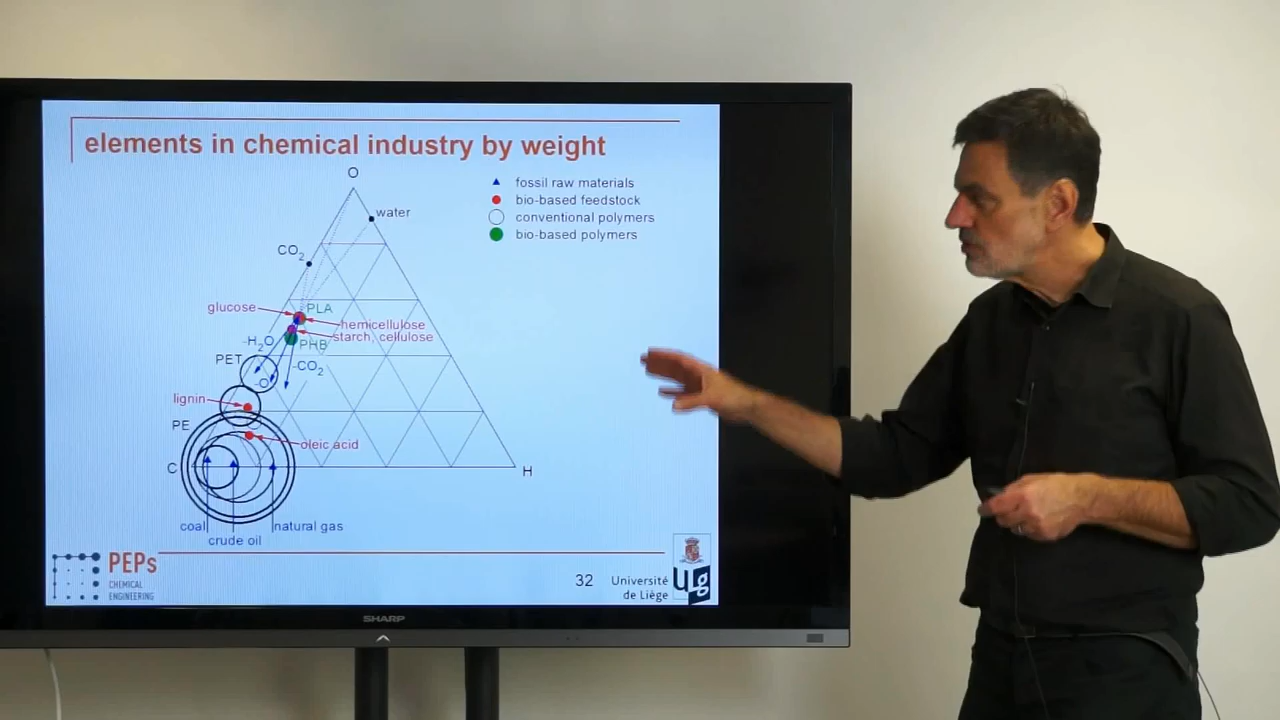 elements in chemical industry by weight
O
fossil raw materials
bio-based feedstock
conventional polymers
bio-based polymers
water
CO2
glucose
PLA
hemicellulose
starch, cellulose
-H2O
PHB
PET
-CO2
-O
lignin
PE
oleic acid
C
H
coal
natural gas
crude oil
PEPs
CHEMICAL
ENGINEERING
32
Université
de Liège
ULg
SHARP